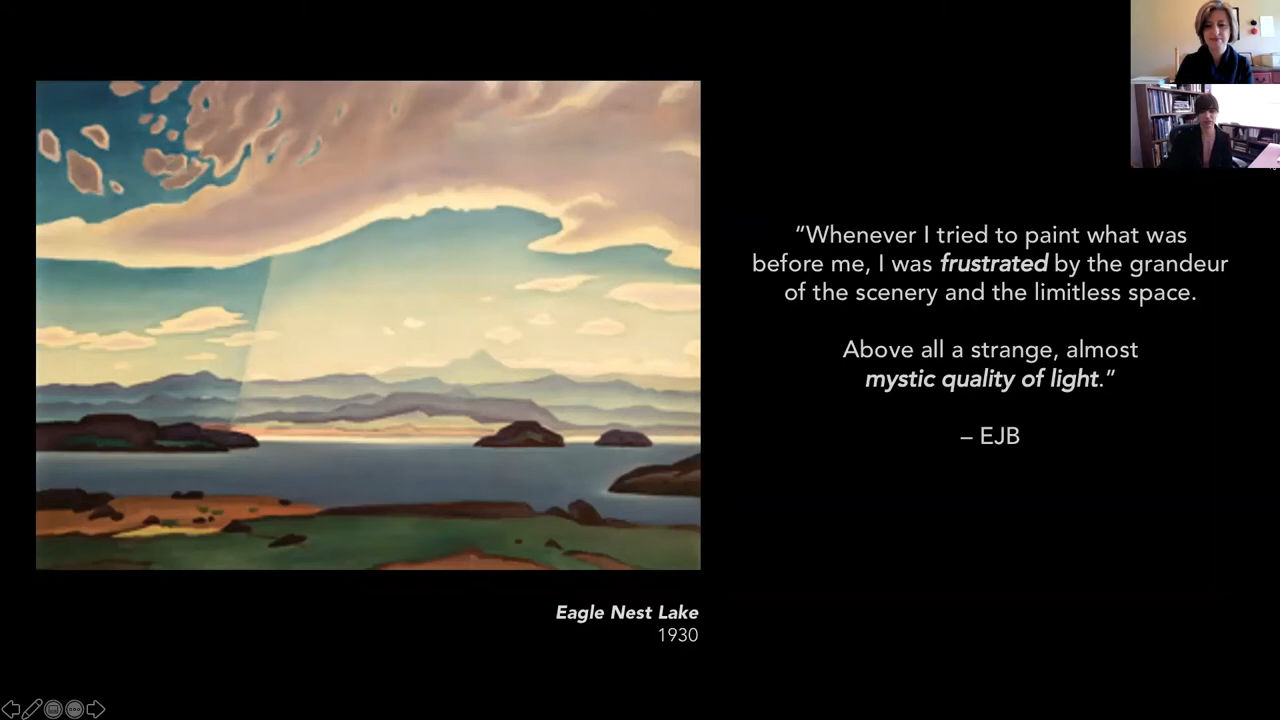 “Whenever I tried to paint what was
before me, I was frustrated by the grandeur
of the scenery and the limitless space.
Above all a strange, almost
mystic quality of light.”
– EJB
Eagle Nest Lake
1930